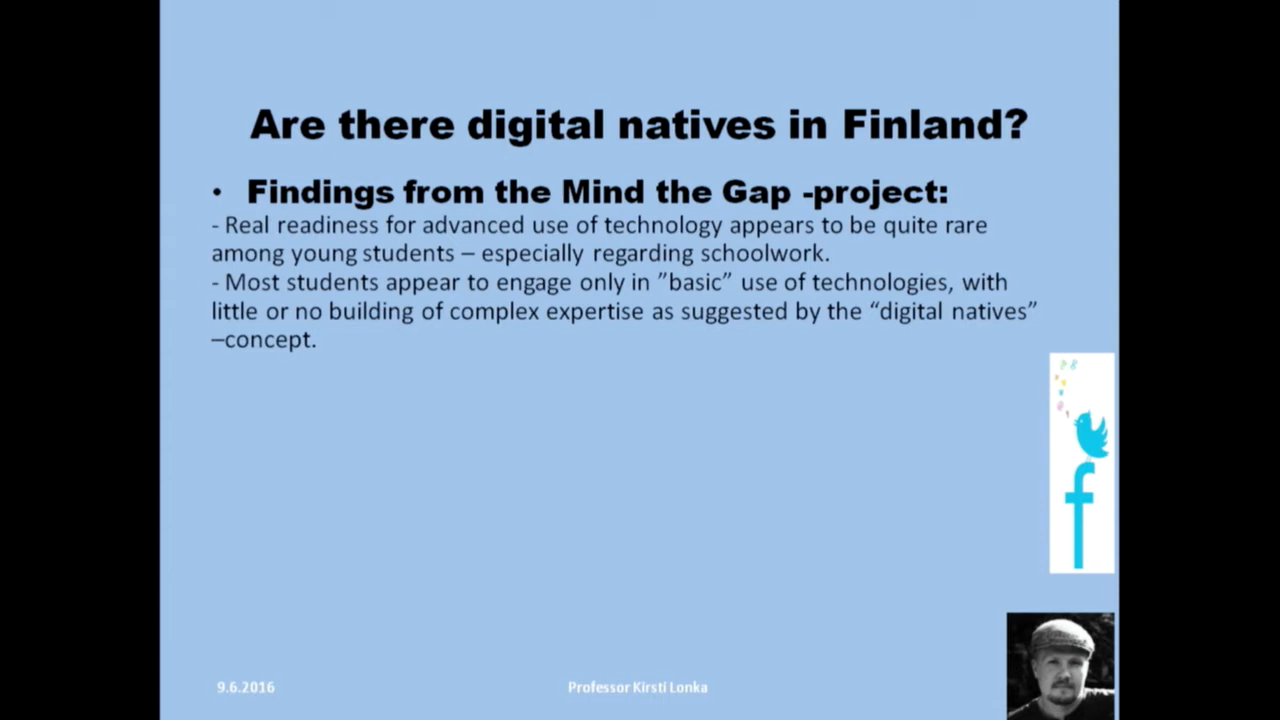 Are there digital natives in Finland?
• Findings from the Mind the Gap -project:
- Real readiness for advanced use of technology appears to be quite rare
among young students – especially regarding schoolwork.
- Most students appear to engage only in ”basic” use of technologies, with
little or no building of complex expertise as suggested by the “digital natives”
–concept.
f
9.6.2016
Professor Kirsti Lonka